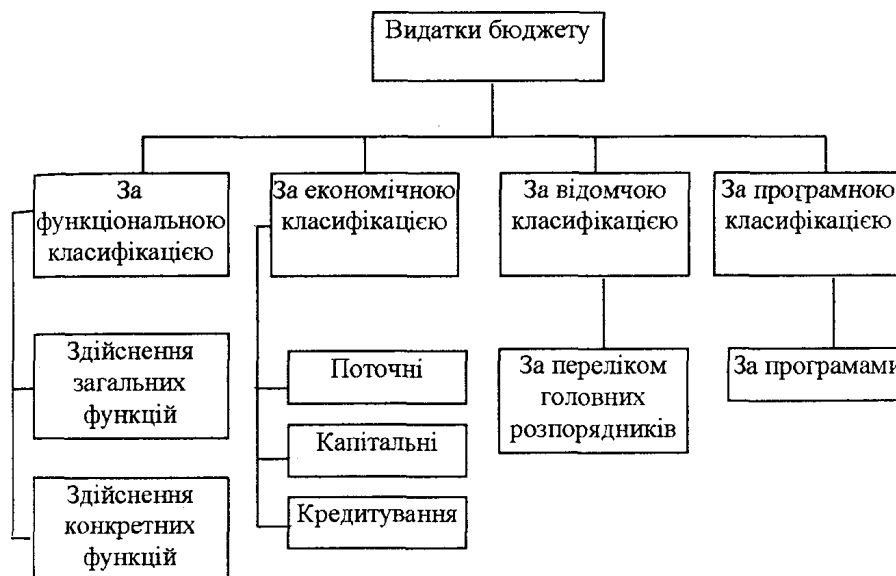 Видатки бюджету
За
функціональною
класифікацією
За економічною
класифікацією
За відомчою
класифікацією
За програмною
класифікацією
Здійснення
загальних
функцій
Здійснення
конкретних
функцій
Поточні
Капітальні
Кредитування
За переліком
головних
розпорядників
За програмами